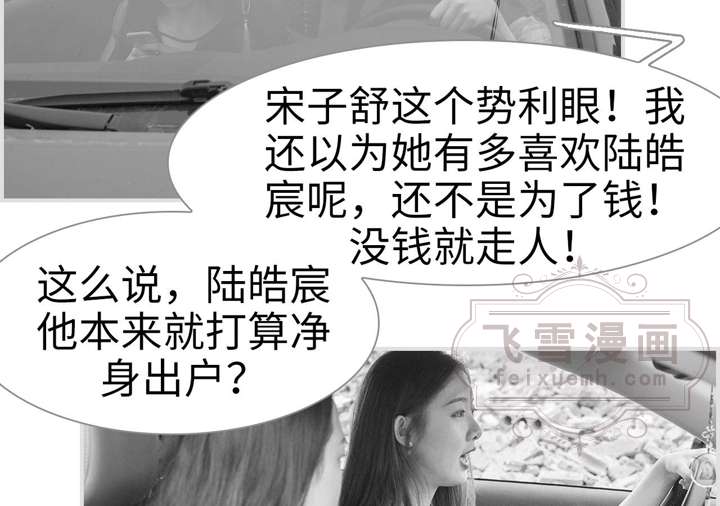 宋子舒这个势利眼！我
还以为她有多喜欢陆皓
宸呢，还不是为了钱！
没钱就走人！
这么说，陆皓宸
他本来就打算净
身出户？
飞雪漫画
feixuemh.com